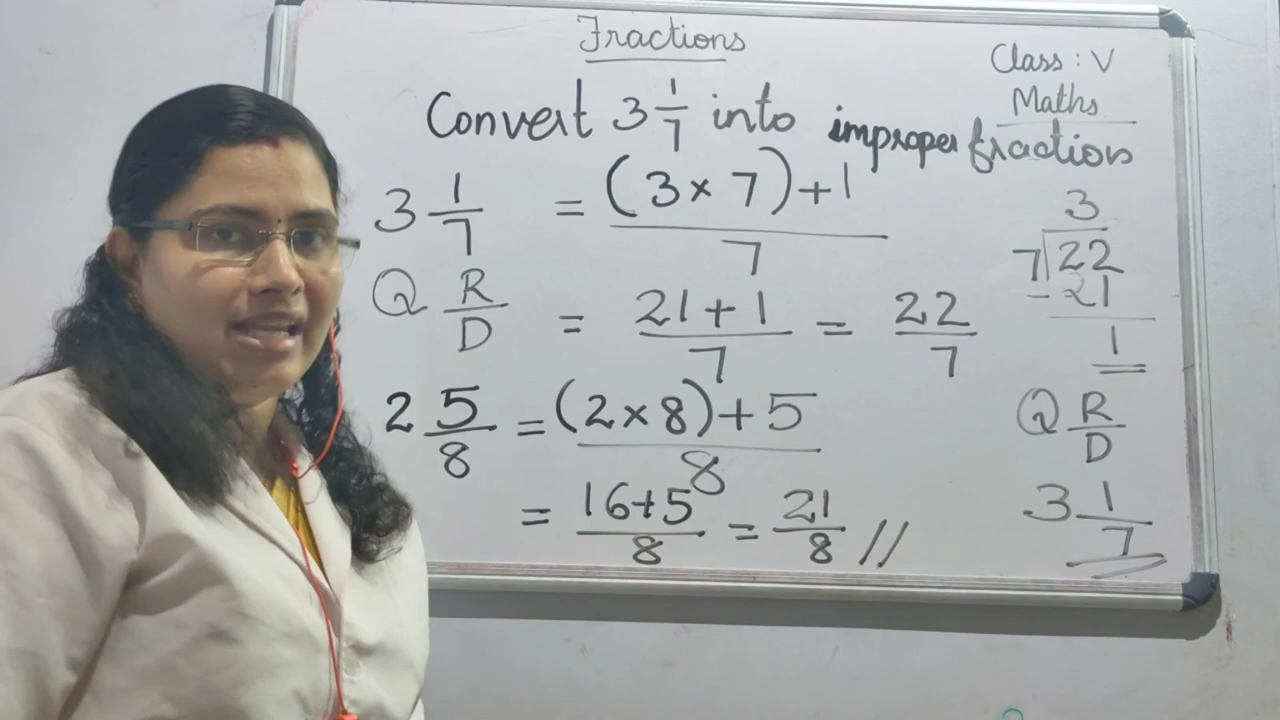 Fractions
Class : V
Maths
Convert 3 1/7 into improper fractions
3 1/7 = (3 × 7) + 1 / 7
Q R/D = 21 + 1 / 7 = 22/7
2 5/8 = (2 × 8) + 5 / 8
= 16+5 / 8 = 21/8 //
3
7 22
- 21
1
Q R/D
3 1/7